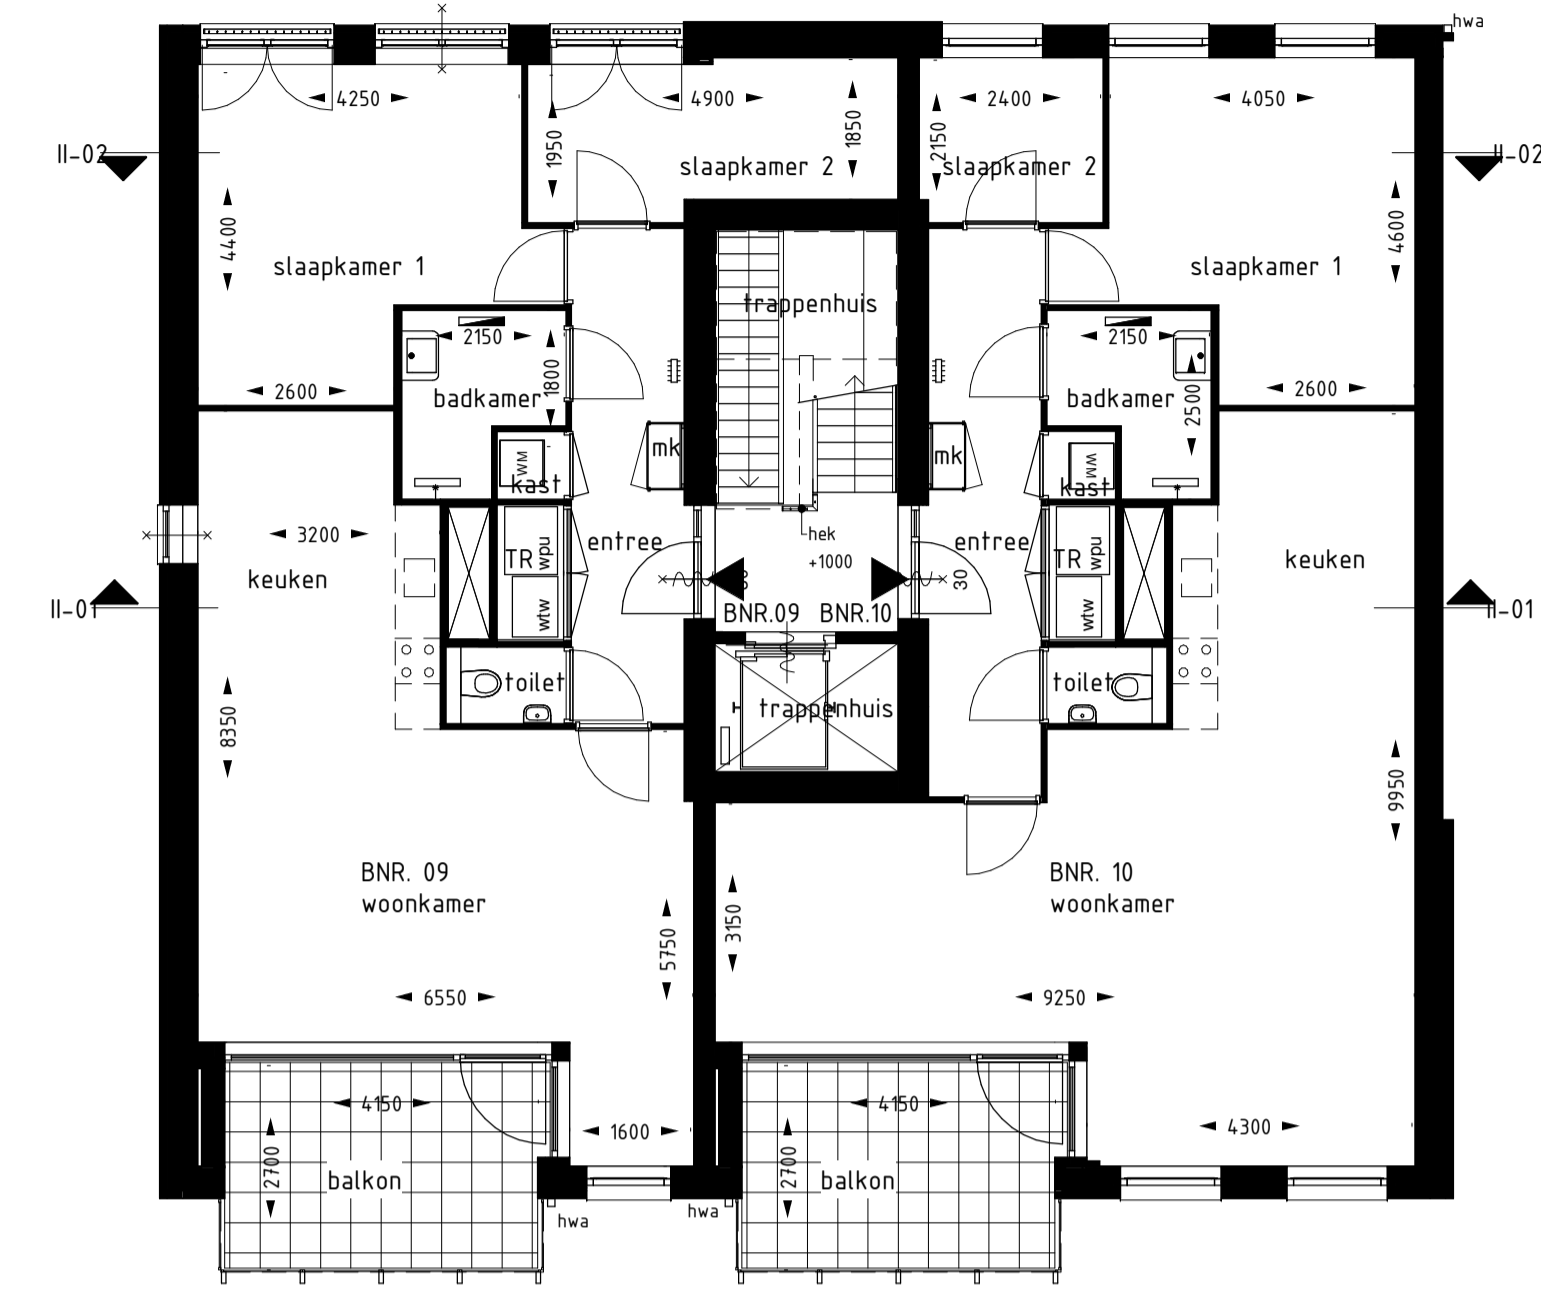 hwa
4250
4900
2400
4050
1950
1850
2150
II-02
slaapkamer 2
slaapkamer 2
II-02
4400
4600
slaapkamer 1
slaapkamer 1
trappenhuis
2150
2150
1800
2600
badkamer
badkamer
2500
2600
mk
mk
WM
kast
WM
kast
3200
hek
+1000
entree
entree
keuken
keuken
TR
wpu
TR
wpu
30
II-01
wtw
BNR.09
BNR.10
wtw
II-01
toilet
toilet
trappenhuis
8350
9950
BNR. 09
woonkamer
BNR. 10
woonkamer
5750
3150
6550
9250
4150
4150
1600
4300
2700
balkon
2700
balkon
hwa
hwa